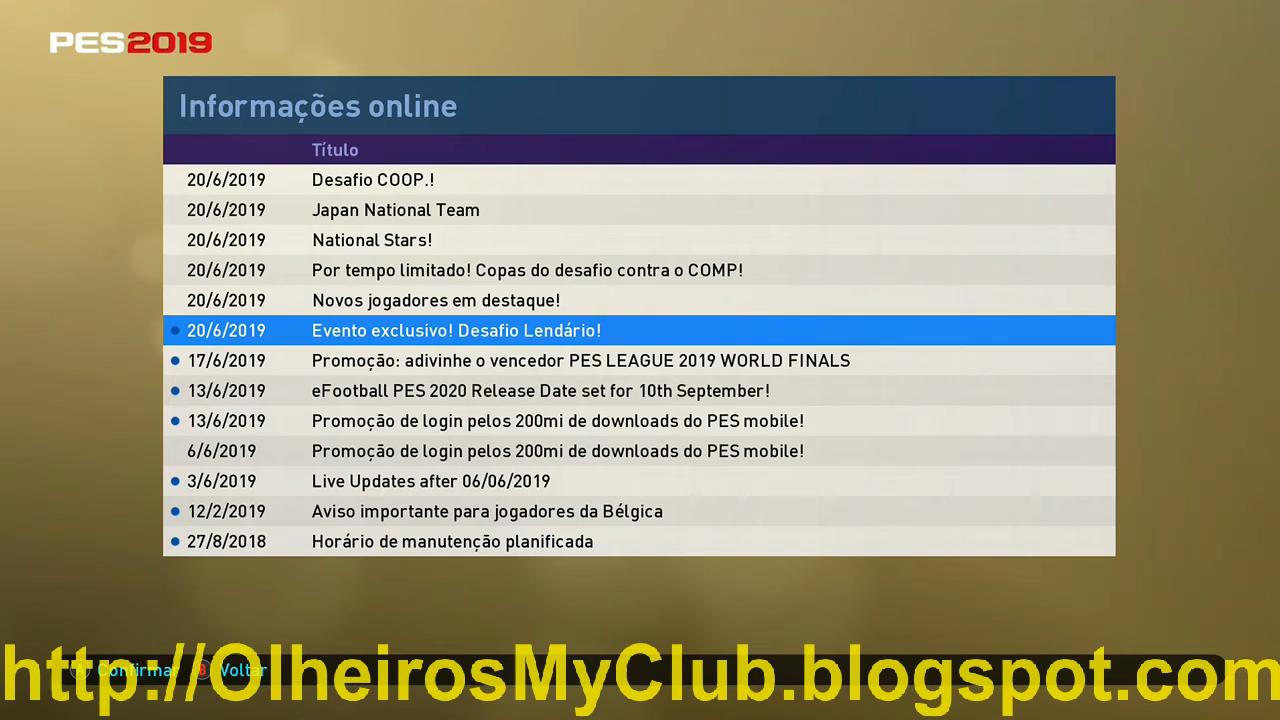 PES2019
Informações online
Título
20/6/2019 Desafio COOP.!
20/6/2019 Japan National Team
20/6/2019 National Stars!
20/6/2019 Por tempo limitado! Copas do desafio contra o COMP!
20/6/2019 Novos jogadores em destaque!
20/6/2019 Evento exclusivo! Desafio Lendário!
17/6/2019 Promoção: adivinhe o vencedor PES LEAGUE 2019 WORLD FINALS
13/6/2019 eFootball PES 2020 Release Date set for 10th September!
13/6/2019 Promoção de login pelos 200mi de downloads do PES mobile!
6/6/2019 Promoção de login pelos 200mi de downloads do PES mobile!
3/6/2019 Live Updates after 06/06/2019
12/2/2019 Aviso importante para jogadores da Bélgica
27/8/2018 Horário de manutenção planificada
A Confirmar B Voltar
http://OlheirosMyClub.blogspot.com